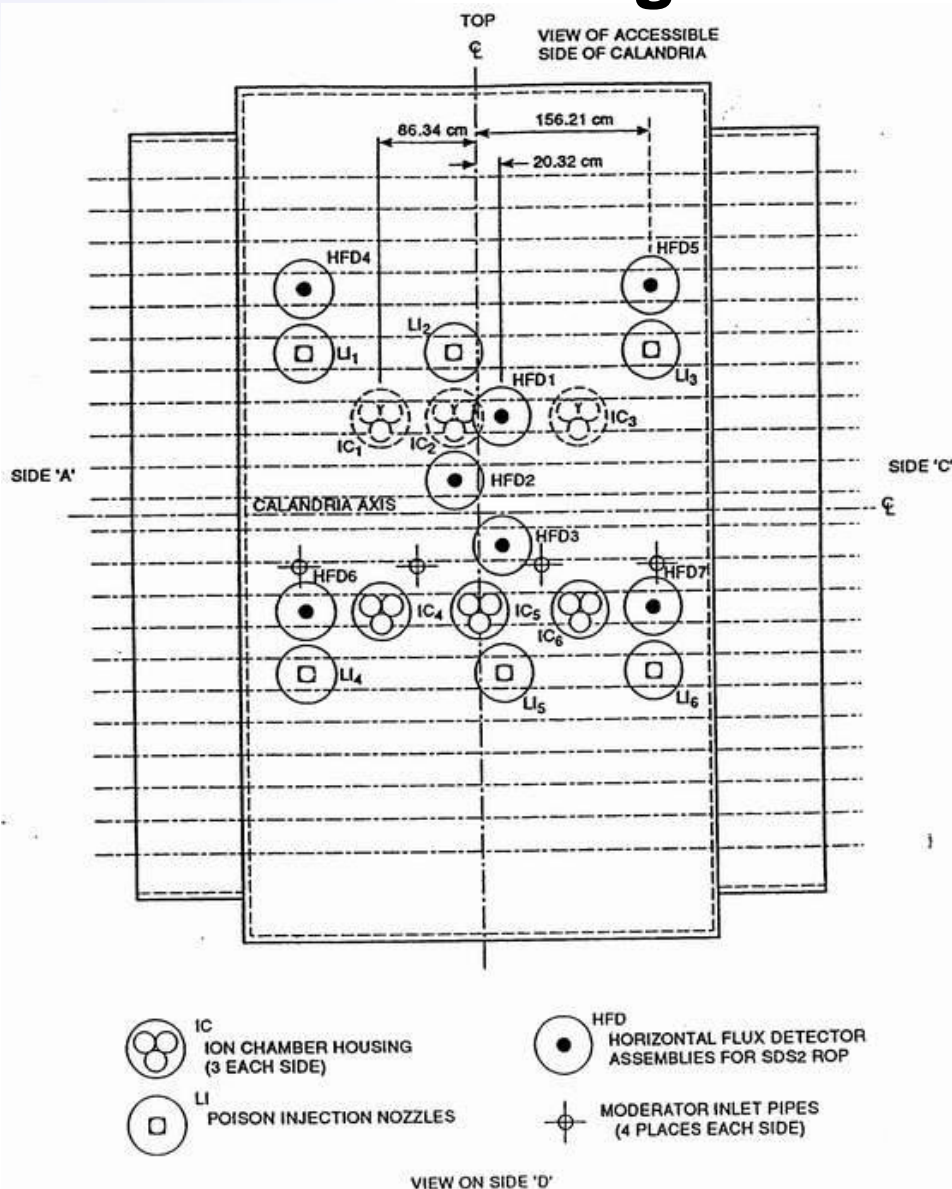 g
TOP
℄
VIEW OF ACCESSIBLE
SIDE OF CALANDRIA
86.34 cm
156.21 cm
20.32 cm
HFD4
HFD5
LI2
LI1
LI3
HFD1
IC1
IC2
IC3
SIDE 'A'
SIDE 'C'
HFD2
CALANDRIA AXIS
℄
HFD3
HFD6
HFD7
IC4
IC5
IC6
LI4
LI5
LI6
IC
ION CHAMBER HOUSING
(3 EACH SIDE)
HFD
HORIZONTAL FLUX DETECTOR
ASSEMBLIES FOR SDS2 ROP
LI
POISON INJECTION NOZZLES
MODERATOR INLET PIPES
(4 PLACES EACH SIDE)
VIEW ON SIDE 'D'